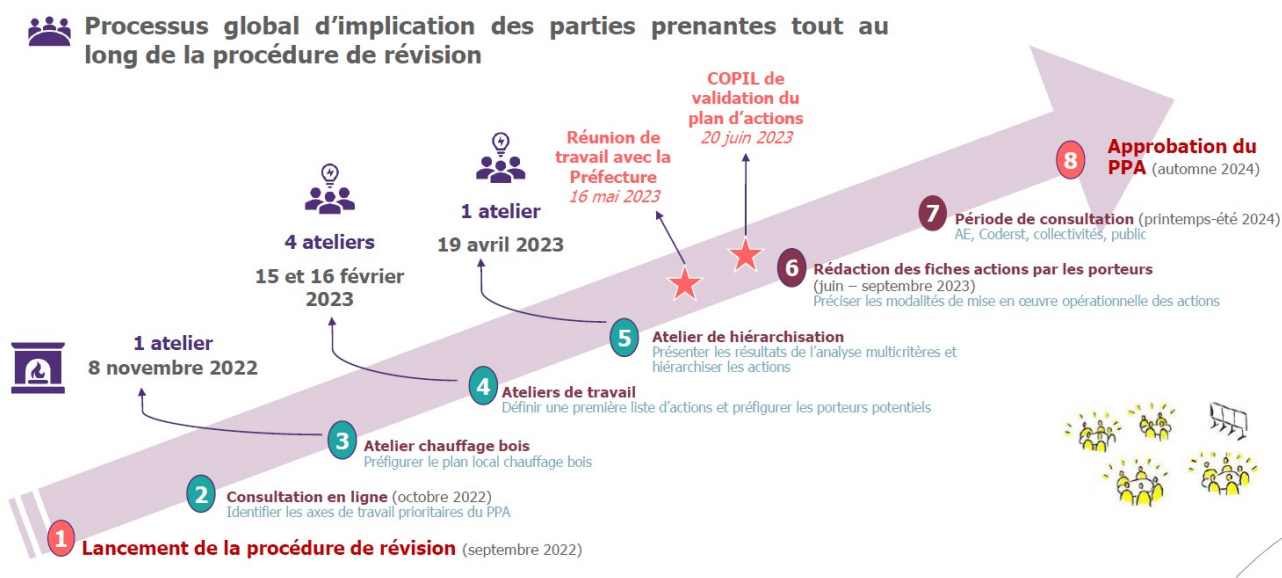 Processus global d’implication des parties prenantes tout au
long de la procédure de révision
COPIL de
validation du
plan d’actions
20 juin 2023
Réunion de
travail avec la
Préfecture
16 mai 2023
1 atelier
19 avril 2023
4 ateliers
15 et 16 février
2023
1 atelier
8 novembre 2022
8
Approbation du
PPA (automne 2024)
7
Période de consultation (printemps-été 2024)
AE, Coderst, collectivités, public
6
Rédaction des fiches actions par les porteurs
(juin – septembre 2023)
Préciser les modalités de mise en œuvre opérationnelle des actions
5
Atelier de hiérarchisation
Présenter les résultats de l’analyse multicritères et
hiérarchiser les actions
4
Ateliers de travail
Définir une première liste d’actions et préfigurer les porteurs potentiels
3
Atelier chauffage bois
Préfigurer le plan local chauffage bois
2
Consultation en ligne (octobre 2022)
Identifier les axes de travail prioritaires du PPA
1
Lancement de la procédure de révision (septembre 2022)